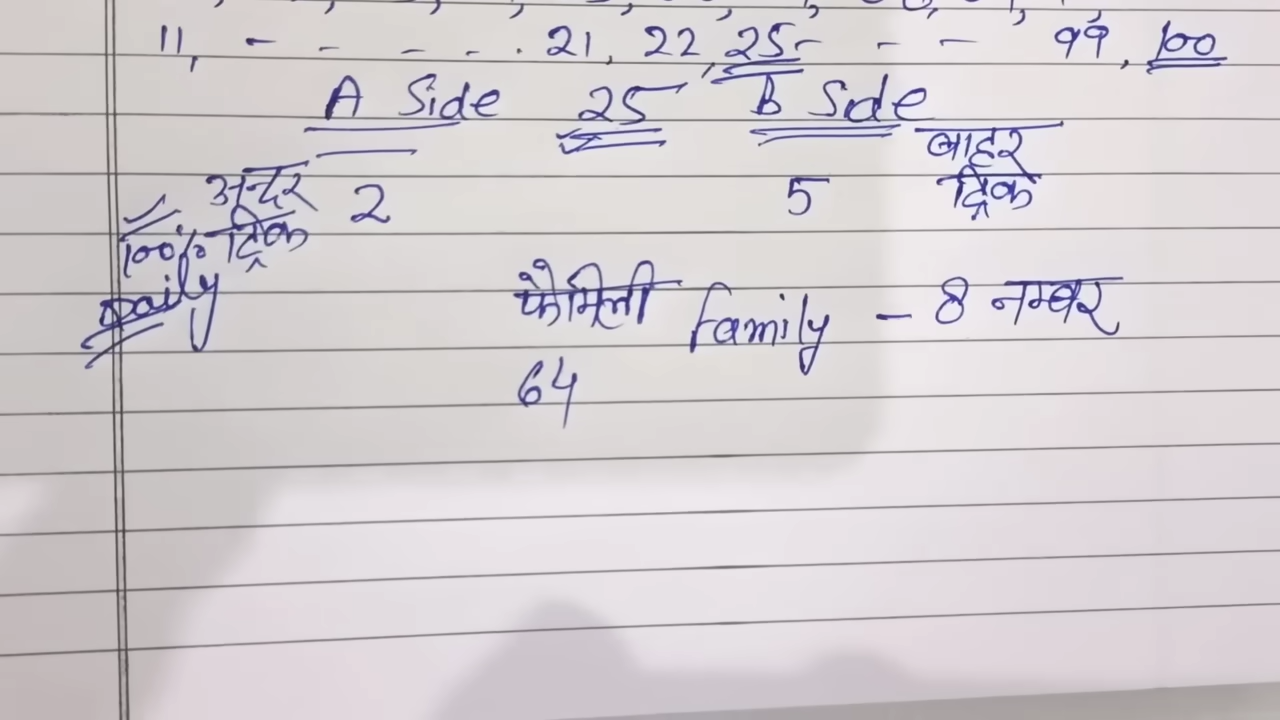 11, - - - - . 21, 22, 25 - - - 99, 100
A Side 25 B Side
बाहर
अन्दर 2 5 ट्रिक
100% ट्रिक
Daily
फैमिली family - 8 नम्बर
64